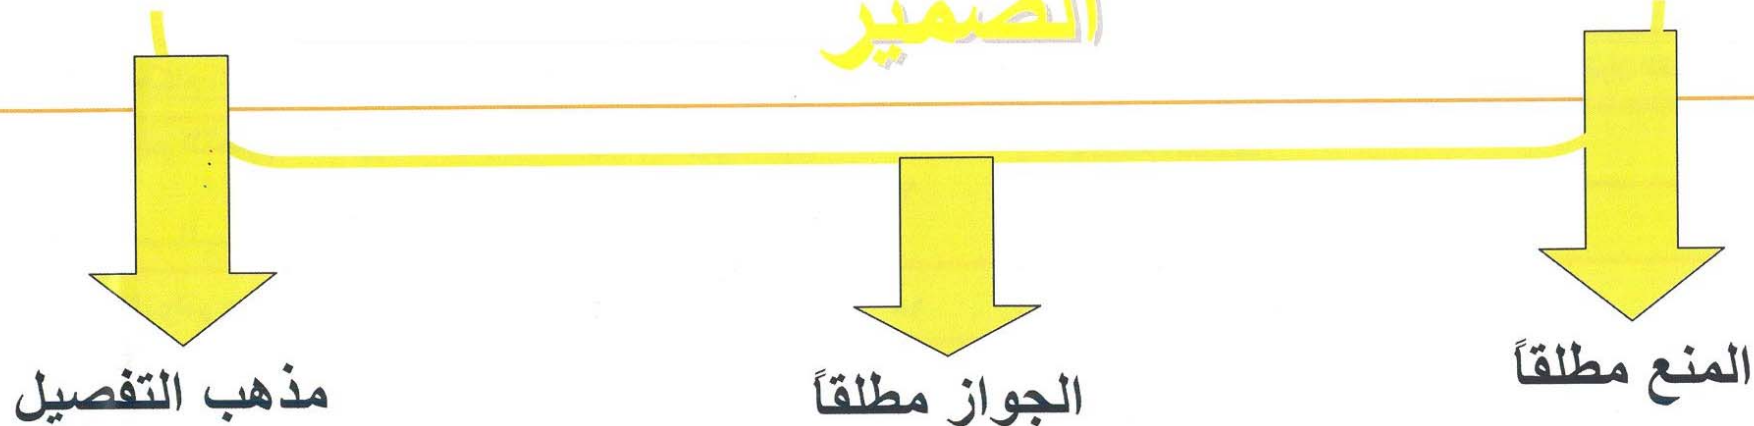 الضمير
المنع مطلقاً
الجواز مطلقاً
مذهب التفصيل